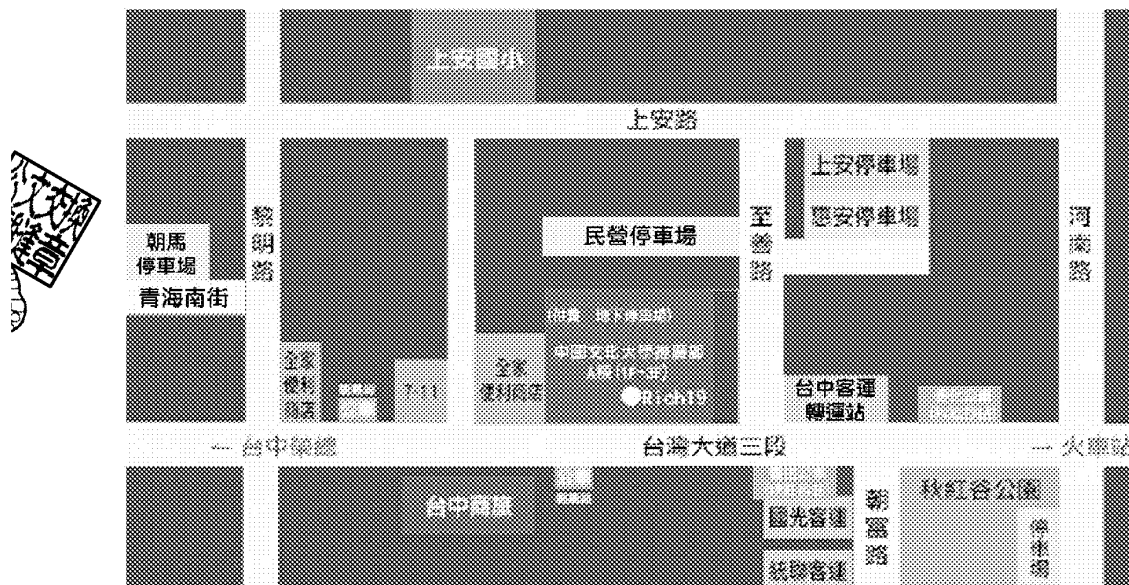 上安國小
上安路
上安停車場
慈安停車場
黎明路
至善路
河南路
民營停車場
朝馬
停車場
青海南街
中國文化大學推廣部
全家
便利
商店
7-11
全家
便利商店
Rich19
台中客運
轉運站
← 台中榮總
台灣大道三段
火車站
台中商旅
國光客運
統聯客運
朝富路
秋紅谷公園
停車場